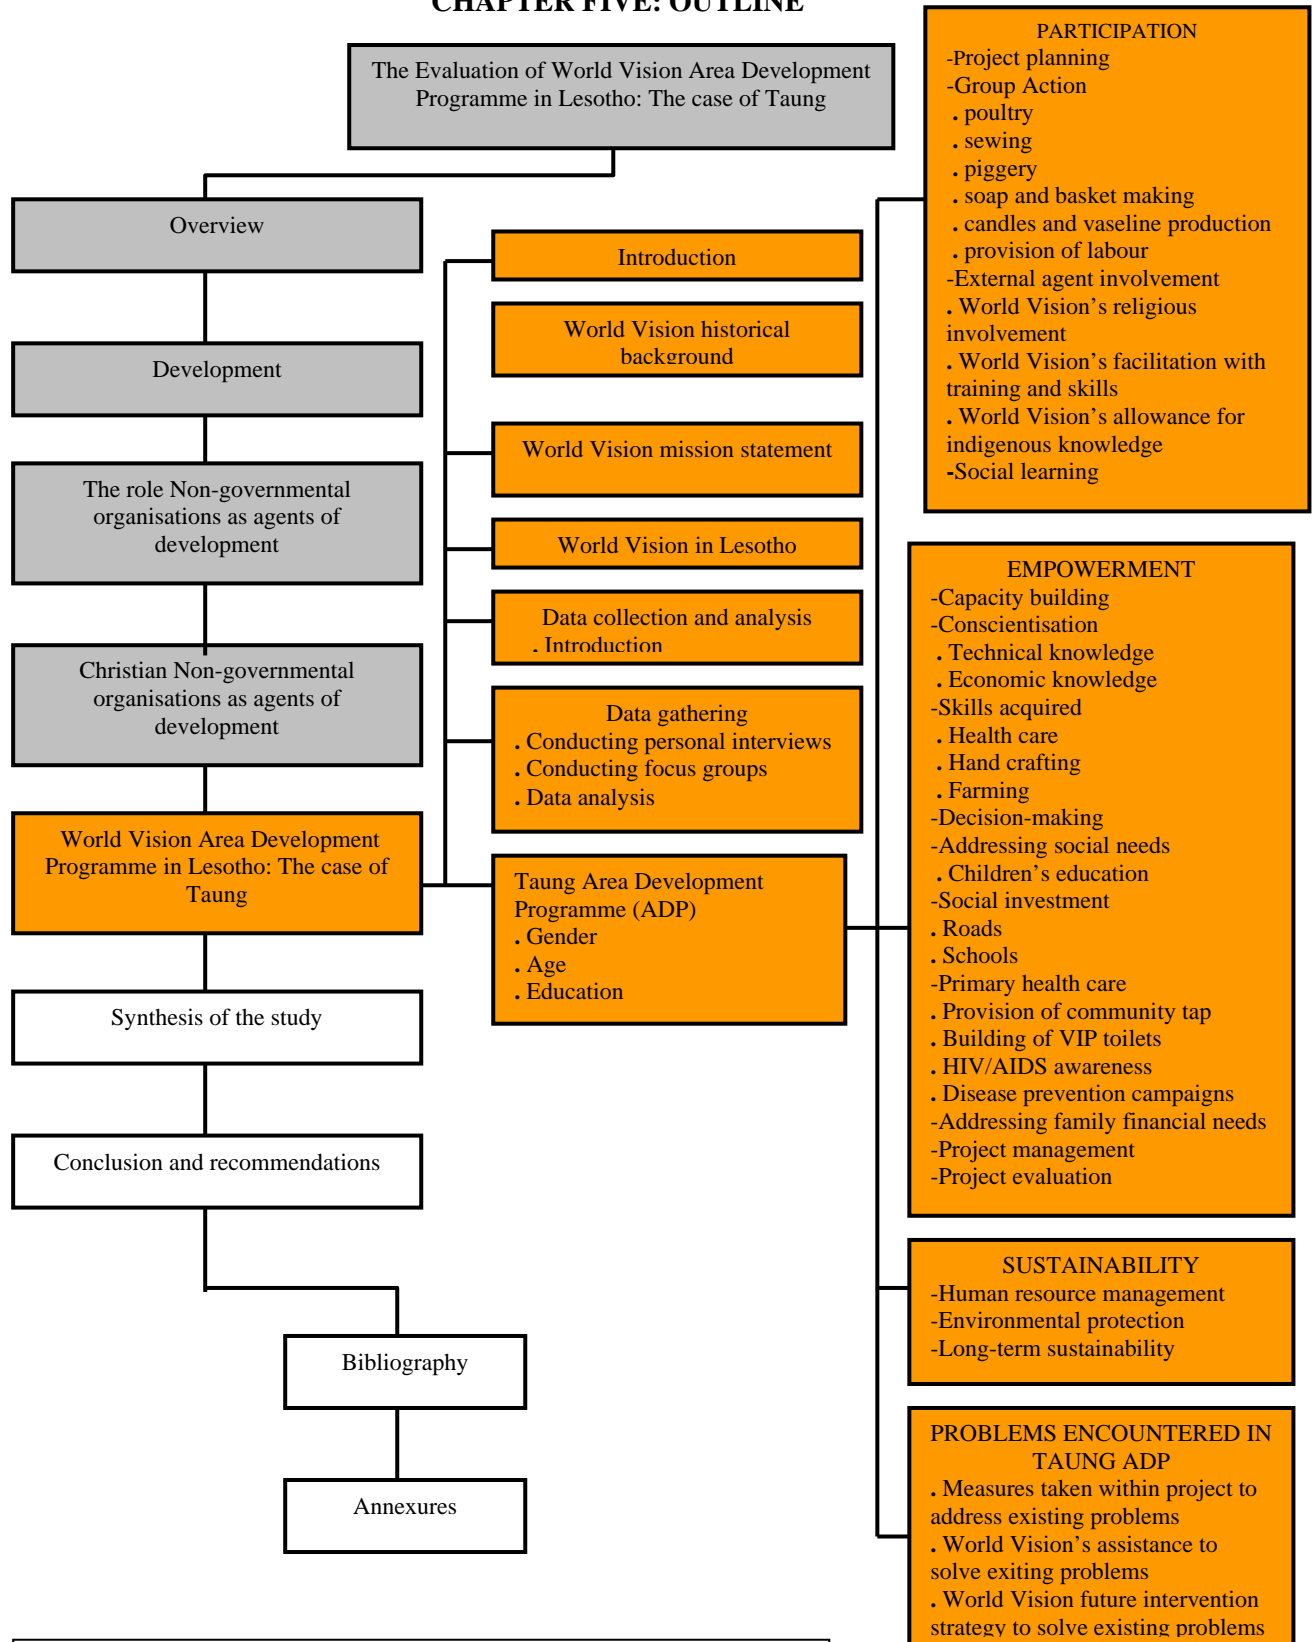 CHAPTER FIVE: OUTLINE
The Evaluation of World Vision Area Development
Programme in Lesotho: The case of Taung
Overview
Development
The role Non-governmental
organisations as agents of
development
Christian Non-governmental
organisations as agents of
development
World Vision Area Development
Programme in Lesotho: The case of
Taung
Synthesis of the study
Conclusion and recommendations
Bibliography
Annexures
Introduction
World Vision historical
background
World Vision mission statement
World Vision in Lesotho
Data collection and analysis
. Introduction
Data gathering
. Conducting personal interviews
. Conducting focus groups
. Data analysis
Taung Area Development
Programme (ADP)
. Gender
. Age
. Education
PARTICIPATION
-Project planning
-Group Action
. poultry
. sewing
. piggery
. soap and basket making
. candles and vaseline production
. provision of labour
-External agent involvement
. World Vision's religious
involvement
. World Vision's facilitation with
training and skills
. World Vision's allowance for
indigenous knowledge
-Social learning
EMPOWERMENT
-Capacity building
-Conscientisation
. Technical knowledge
. Economic knowledge
-Skills acquired
. Health care
. Hand crafting
. Farming
-Decision-making
-Addressing social needs
. Children's education
-Social investment
. Roads
. Schools
-Primary health care
. Provision of community tap
. Building of VIP toilets
. HIV/AIDS awareness
. Disease prevention campaigns
-Addressing family financial needs
-Project management
-Project evaluation
SUSTAINABILITY
-Human resource management
-Environmental protection
-Long-term sustainability
PROBLEMS ENCOUNTERED IN
TAUNG ADP
. Measures taken within project to
address existing problems
. World Vision's assistance to
solve exiting problems
. World Vision future intervention
strategy to solve existing problems